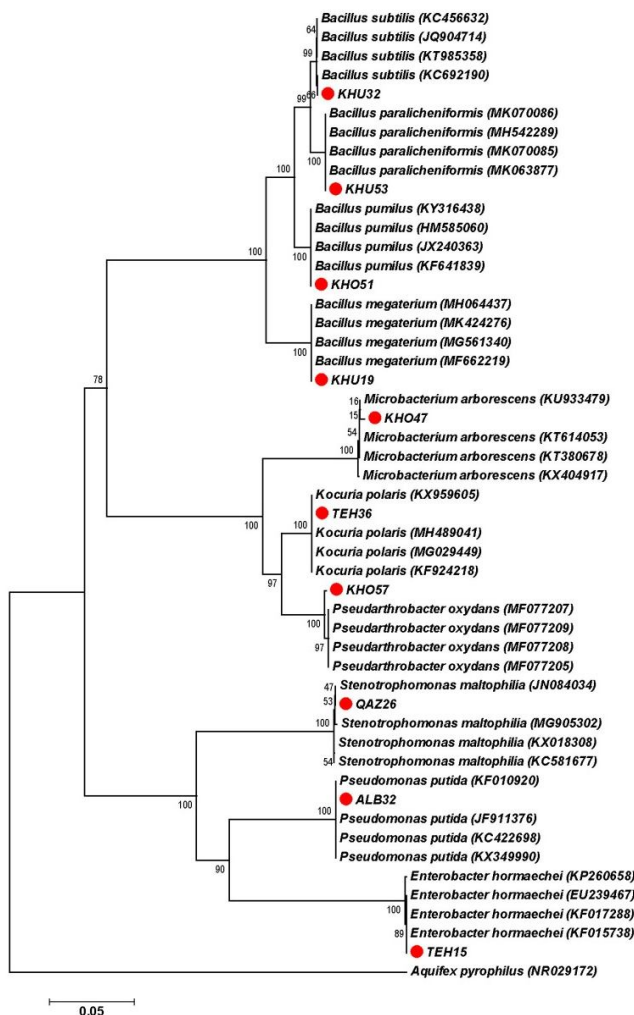 Bacillus subtilis (KC456632)
64
Bacillus subtilis (JQ904714)
99
Bacillus subtilis (KT985358)
Bacillus subtilis (KC692190)
99
66
KHU32
Bacillus paralicheniformis (MK070086)
Bacillus paralicheniformis (MH542289)
Bacillus paralicheniformis (MK070085)
100
100
Bacillus paralicheniformis (MK063877)
KHU53
Bacillus pumilus (KY316438)
Bacillus pumilus (HM585060)
Bacillus pumilus (JX240363)
100
100
Bacillus pumilus (KF641839)
KHO51
Bacillus megaterium (MH064437)
Bacillus megaterium (MK424276)
Bacillus megaterium (MG561340)
100
Bacillus megaterium (MF662219)
KHU19
78
Microbacterium arborescens (KU933479)
16
15
KHO47
54
Microbacterium arborescens (KT614053)
100
Microbacterium arborescens (KT380678)
Microbacterium arborescens (KX404917)
Kocuria polaris (KX959605)
TEH36
100
100
Kocuria polaris (MH489041)
Kocuria polaris (MG029449)
Kocuria polaris (KF924218)
97
KHO57
Pseudarthrobacter oxydans (MF077207)
100
Pseudarthrobacter oxydans (MF077209)
Pseudarthrobacter oxydans (MF077208)
97
Pseudarthrobacter oxydans (MF077205)
Stenotrophomonas maltophilia (JN084034)
47
53
QAZ26
100
Stenotrophomonas maltophilia (MG905302)
Stenotrophomonas maltophilia (KX018308)
54
Stenotrophomonas maltophilia (KC581677)
Pseudomonas putida (KF010920)
ALB32
100
100
Pseudomonas putida (JF911376)
Pseudomonas putida (KC422698)
Pseudomonas putida (KX349990)
90
Enterobacter hormaechei (KP260658)
Enterobacter hormaechei (EU239467)
100
Enterobacter hormaechei (KF017288)
89
Enterobacter hormaechei (KF015738)
TEH15
Aquifex pyrophilus (NR029172)
0.05